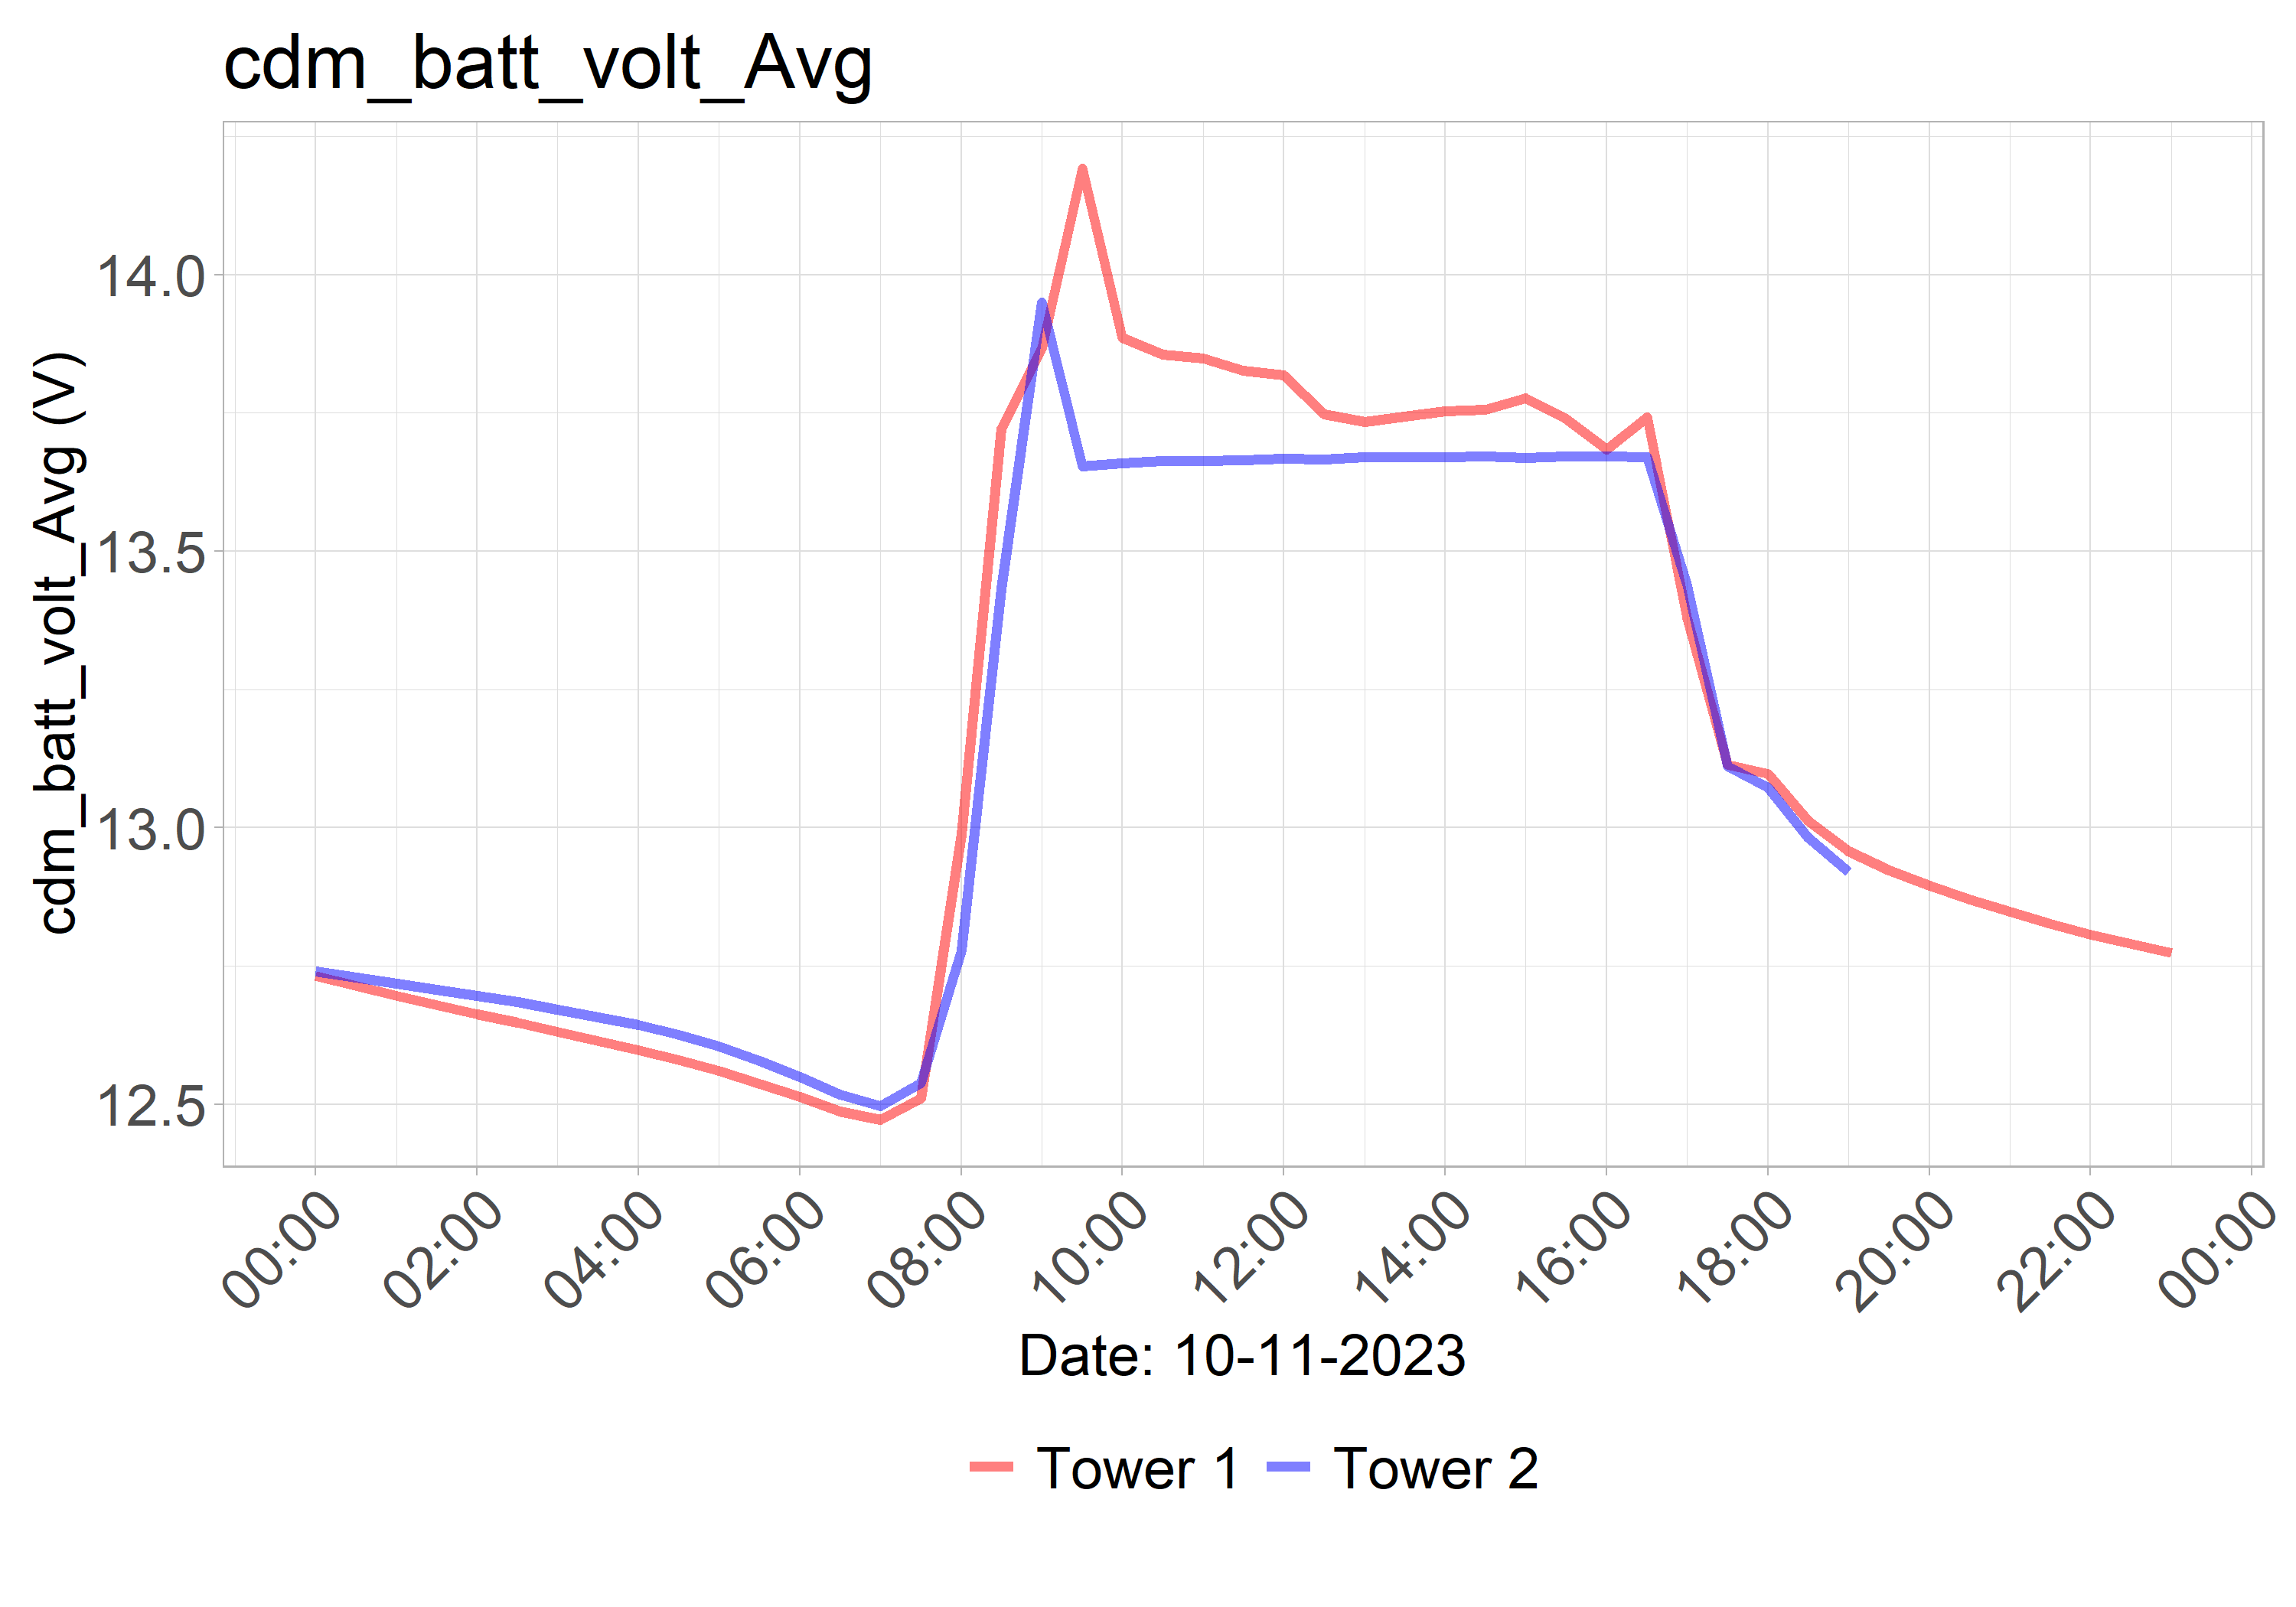 cdm_batt_volt_Avg
cdm_batt_volt_Avg (V)
14.0
13.5
13.0
12.5
00:00 02:00 04:00 06:00 08:00 10:00 12:00 14:00 16:00 18:00 20:00 22:00 00:00
Date: 10-11-2023
Tower 1 Tower 2